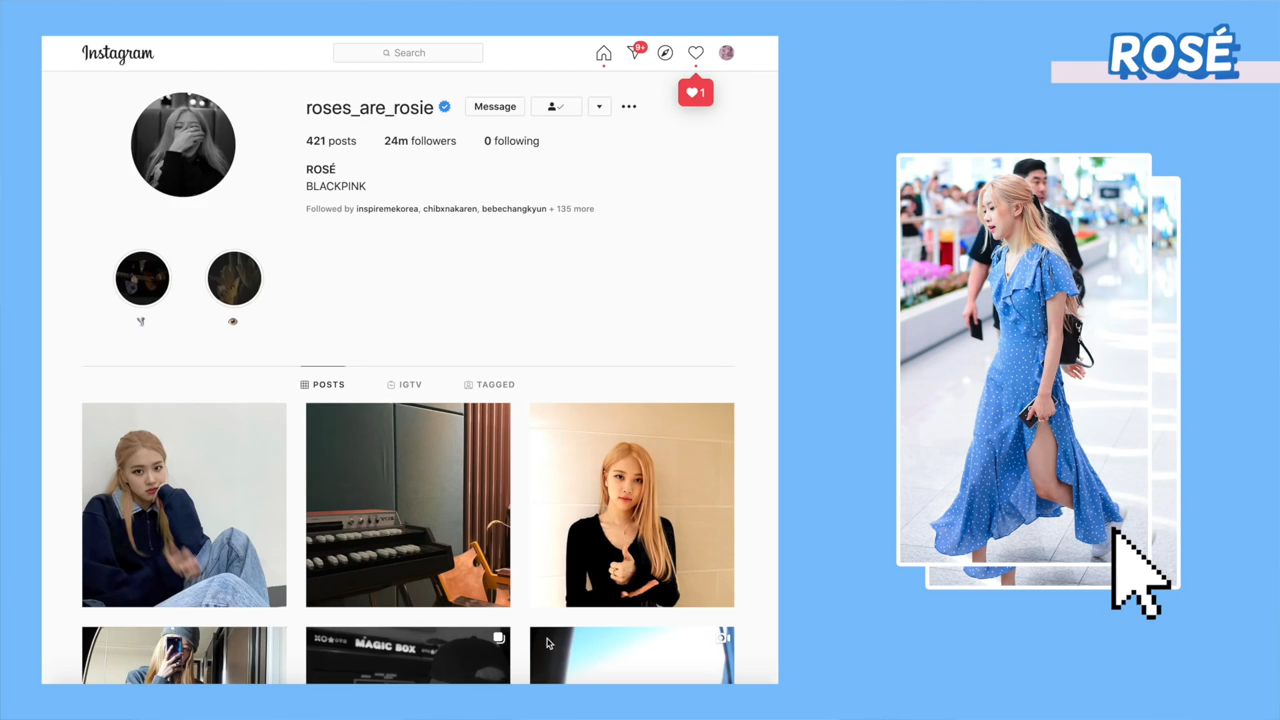 Instagram
Search
9+
ROSÉ
1
roses_are_rosie
Message
421 posts
24m followers
0 following
ROSÉ
BLACKPINK
Followed by inspiremekorea, chibxnakaren, bebechangkyun + 135 more
POSTS
IGTV
TAGGED
MAGIC BOX